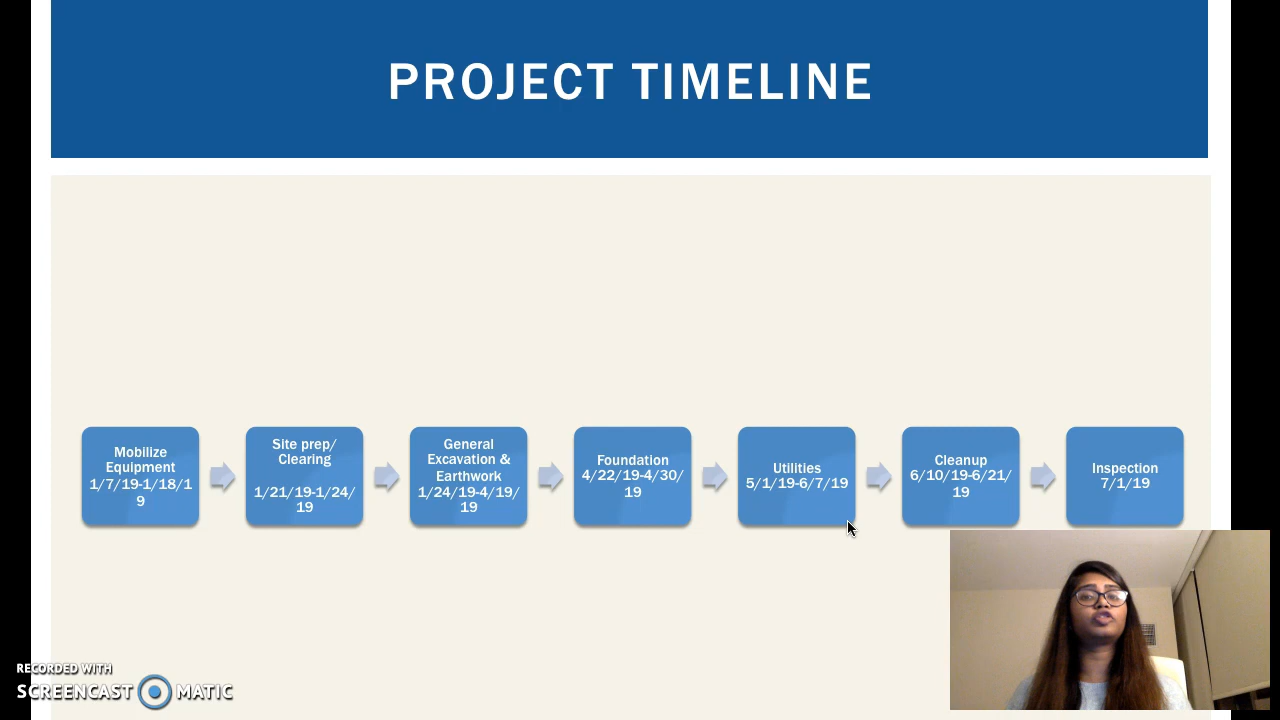 PROJECT TIMELINE
Mobilize
Equipment
1/7/19-1/18/1
9
Site prep/
Clearing
1/21/19-1/24/
19
General
Excavation &
Earthwork
1/24/19-4/19/
19
Foundation
4/22/19-4/30/
19
Utilities
5/1/19-6/7/19
Cleanup
6/10/19-6/21/
19
Inspection
7/1/19
RECORDED WITH
SCREENCAST MATIC